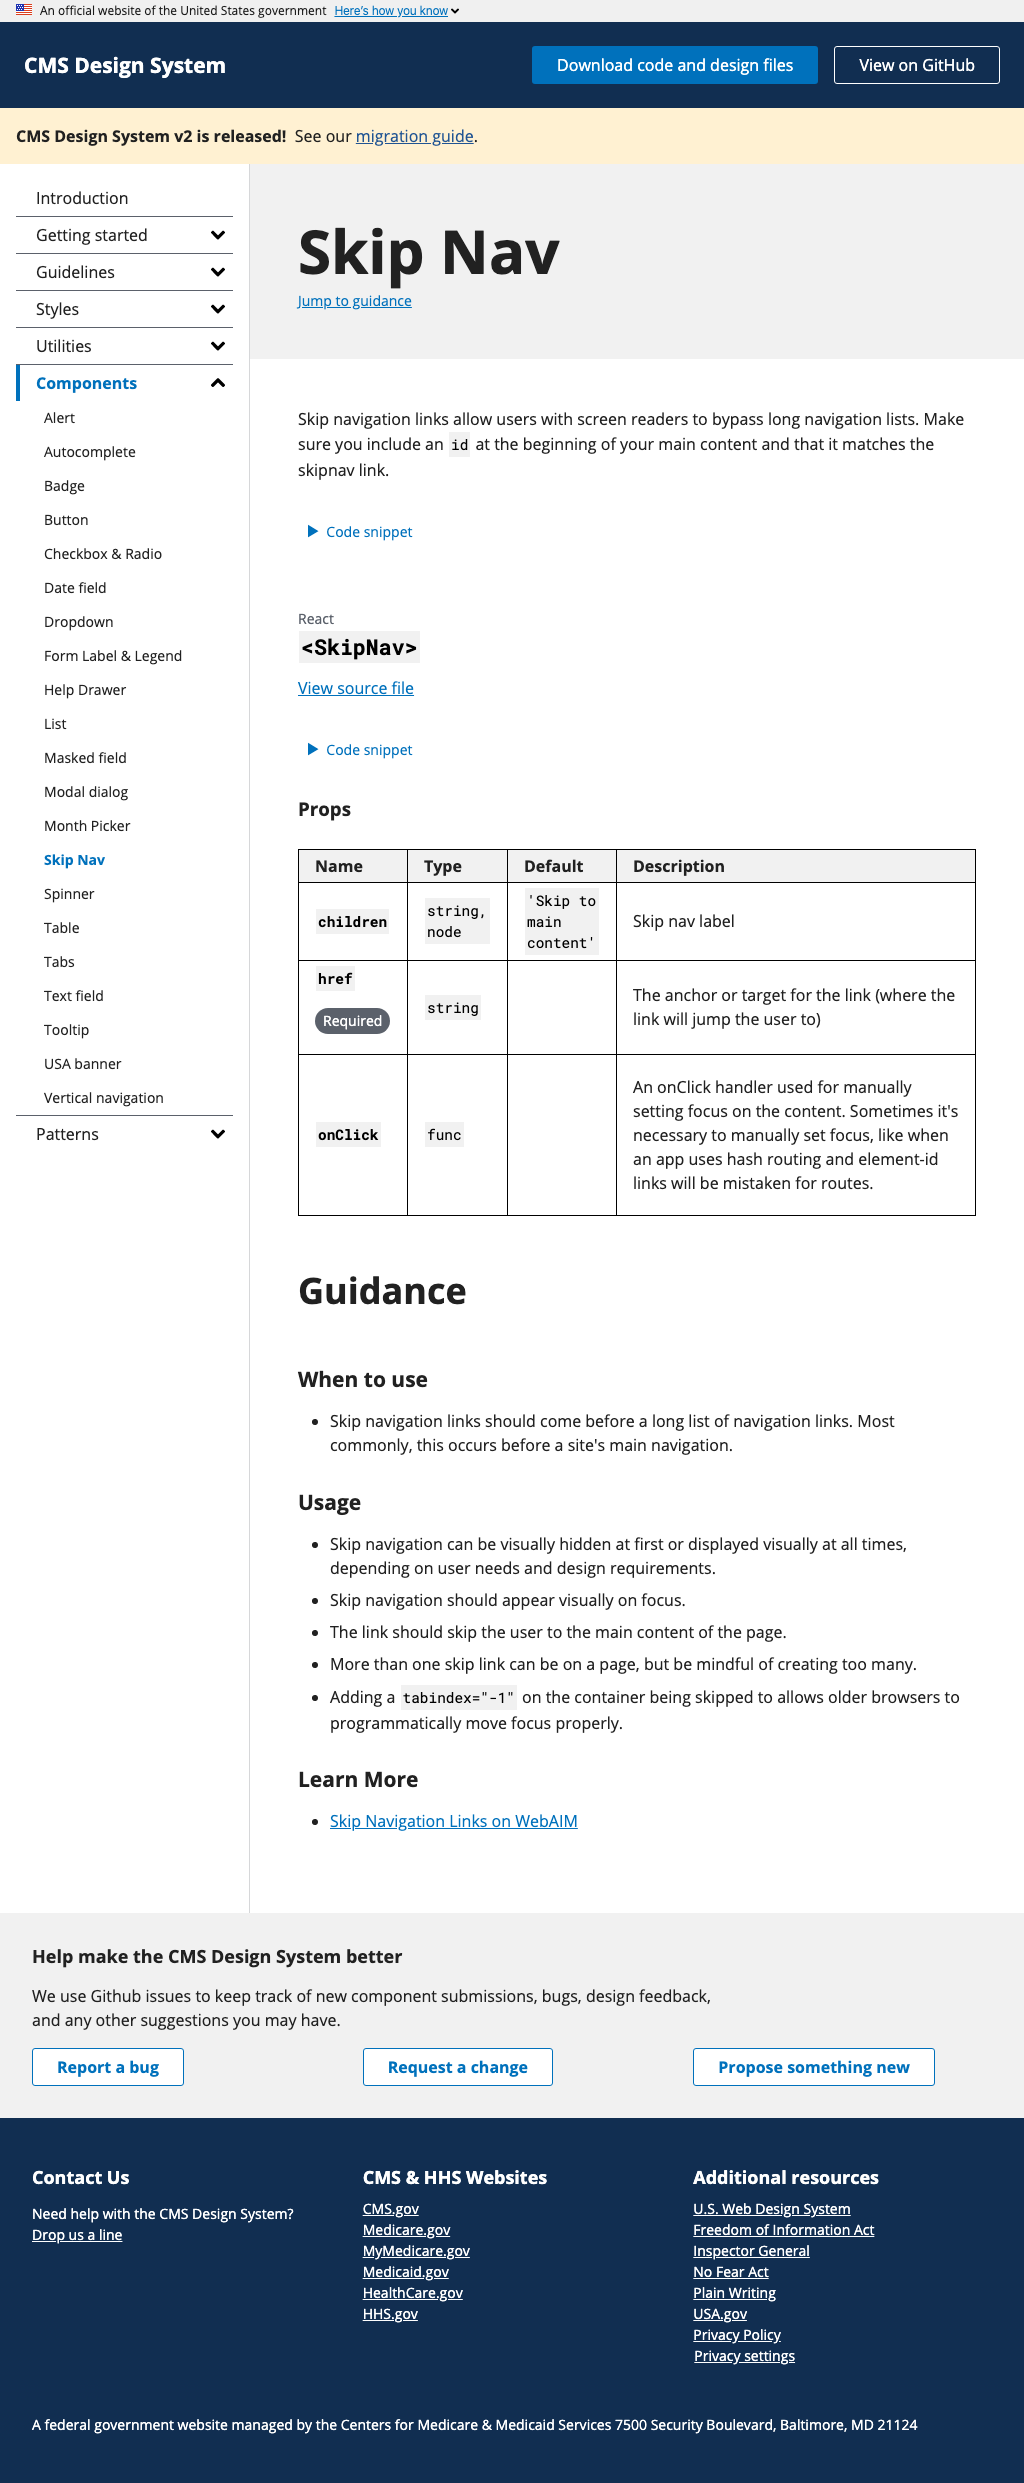 An official website of the United States government Here's how you know
CMS Design System
Download code and design files
View on GitHub
CMS Design System v2 is released! See our migration guide.
Introduction
Getting started
Guidelines
Styles
Utilities
Components
Alert
Autocomplete
Badge
Button
Checkbox & Radio
Date field
Dropdown
Form Label & Legend
Help Drawer
List
Masked field
Modal dialog
Month Picker
Skip Nav
Spinner
Table
Tabs
Text field
Tooltip
USA banner
Vertical navigation
Patterns
Skip Nav
Jump to guidance
Skip navigation links allow users with screen readers to bypass long navigation lists. Make
sure you include an id at the beginning of your main content and that it matches the
skipnav link.
Code snippet
React
<SkipNav>
View source file
Code snippet
Props
Name Type Default Description
children
string,
node
'Skip to
main
content'
Skip nav label
href
Required
string
The anchor or target for the link (where the
link will jump the user to)
onClick
func
An onClick handler used for manually
setting focus on the content. Sometimes it's
necessary to manually set focus, like when
an app uses hash routing and element-id
links will be mistaken for routes.
Guidance
When to use
Skip navigation links should come before a long list of navigation links. Most
commonly, this occurs before a site's main navigation.
Usage
Skip navigation can be visually hidden at first or displayed visually at all times,
depending on user needs and design requirements.
Skip navigation should appear visually on focus.
The link should skip the user to the main content of the page.
More than one skip link can be on a page, but be mindful of creating too many.
Adding a tabindex="-1" on the container being skipped to allows older browsers to
programmatically move focus properly.
Learn More
Skip Navigation Links on WebAIM
Help make the CMS Design System better
We use Github issues to keep track of new component submissions, bugs, design feedback,
and any other suggestions you may have.
Report a bug
Request a change
Propose something new
Contact Us
Need help with the CMS Design System?
Drop us a line
CMS & HHS Websites
CMS.gov
Medicare.gov
MyMedicare.gov
Medicaid.gov
HealthCare.gov
HHS.gov
Additional resources
U.S. Web Design System
Freedom of Information Act
Inspector General
No Fear Act
Plain Writing
USA.gov
Privacy Policy
Privacy settings
A federal government website managed by the Centers for Medicare & Medicaid Services 7500 Security Boulevard, Baltimore, MD 21124